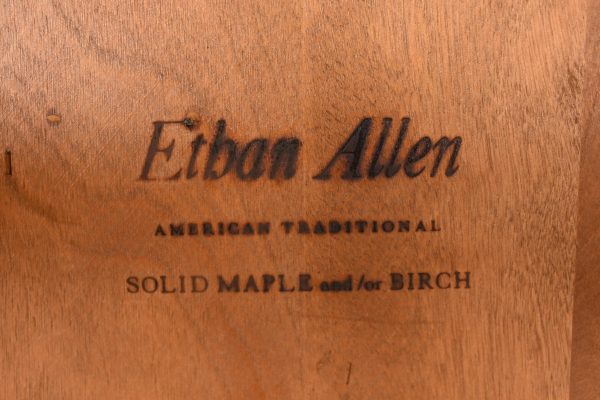 Ethan Allen
AMERICAN TRADITIONAL
SOLID MAPLE and /or BIRCH